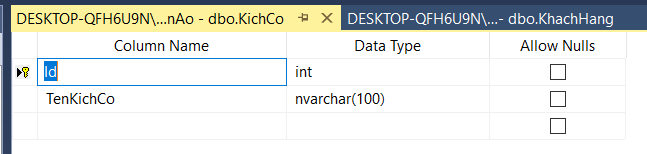 DESKTOP-QFH6U9N\...nAo - dbo.KichCo DESKTOP-QFH6U9N\...- dbo.KhachHang
Column Name Data Type Allow Nulls
Id int
TenKichCo nvarchar(100)